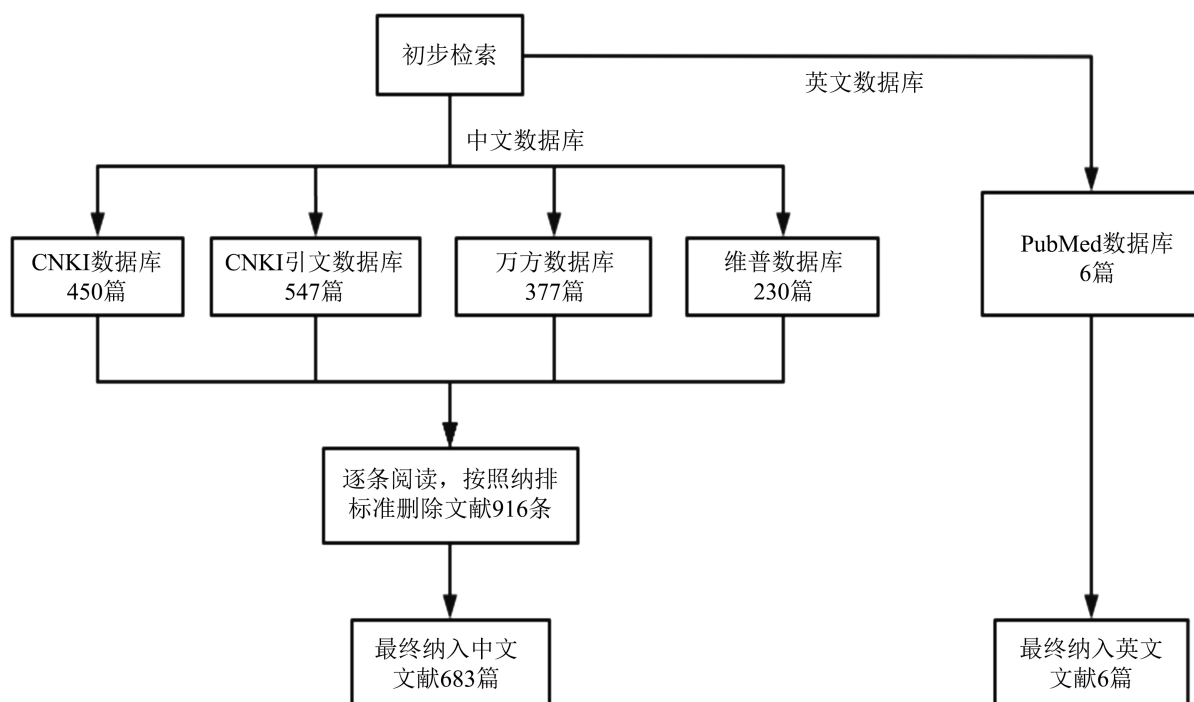 初步检索
英文数据库
中文数据库
CNKI数据库
450篇
CNKI引文数据库
547篇
万方数据库
377篇
维普数据库
230篇
PubMed数据库
6篇
逐条阅读，按照纳排
标准删除文献916条
最终纳入中文
文献683篇
最终纳入英文
文献6篇